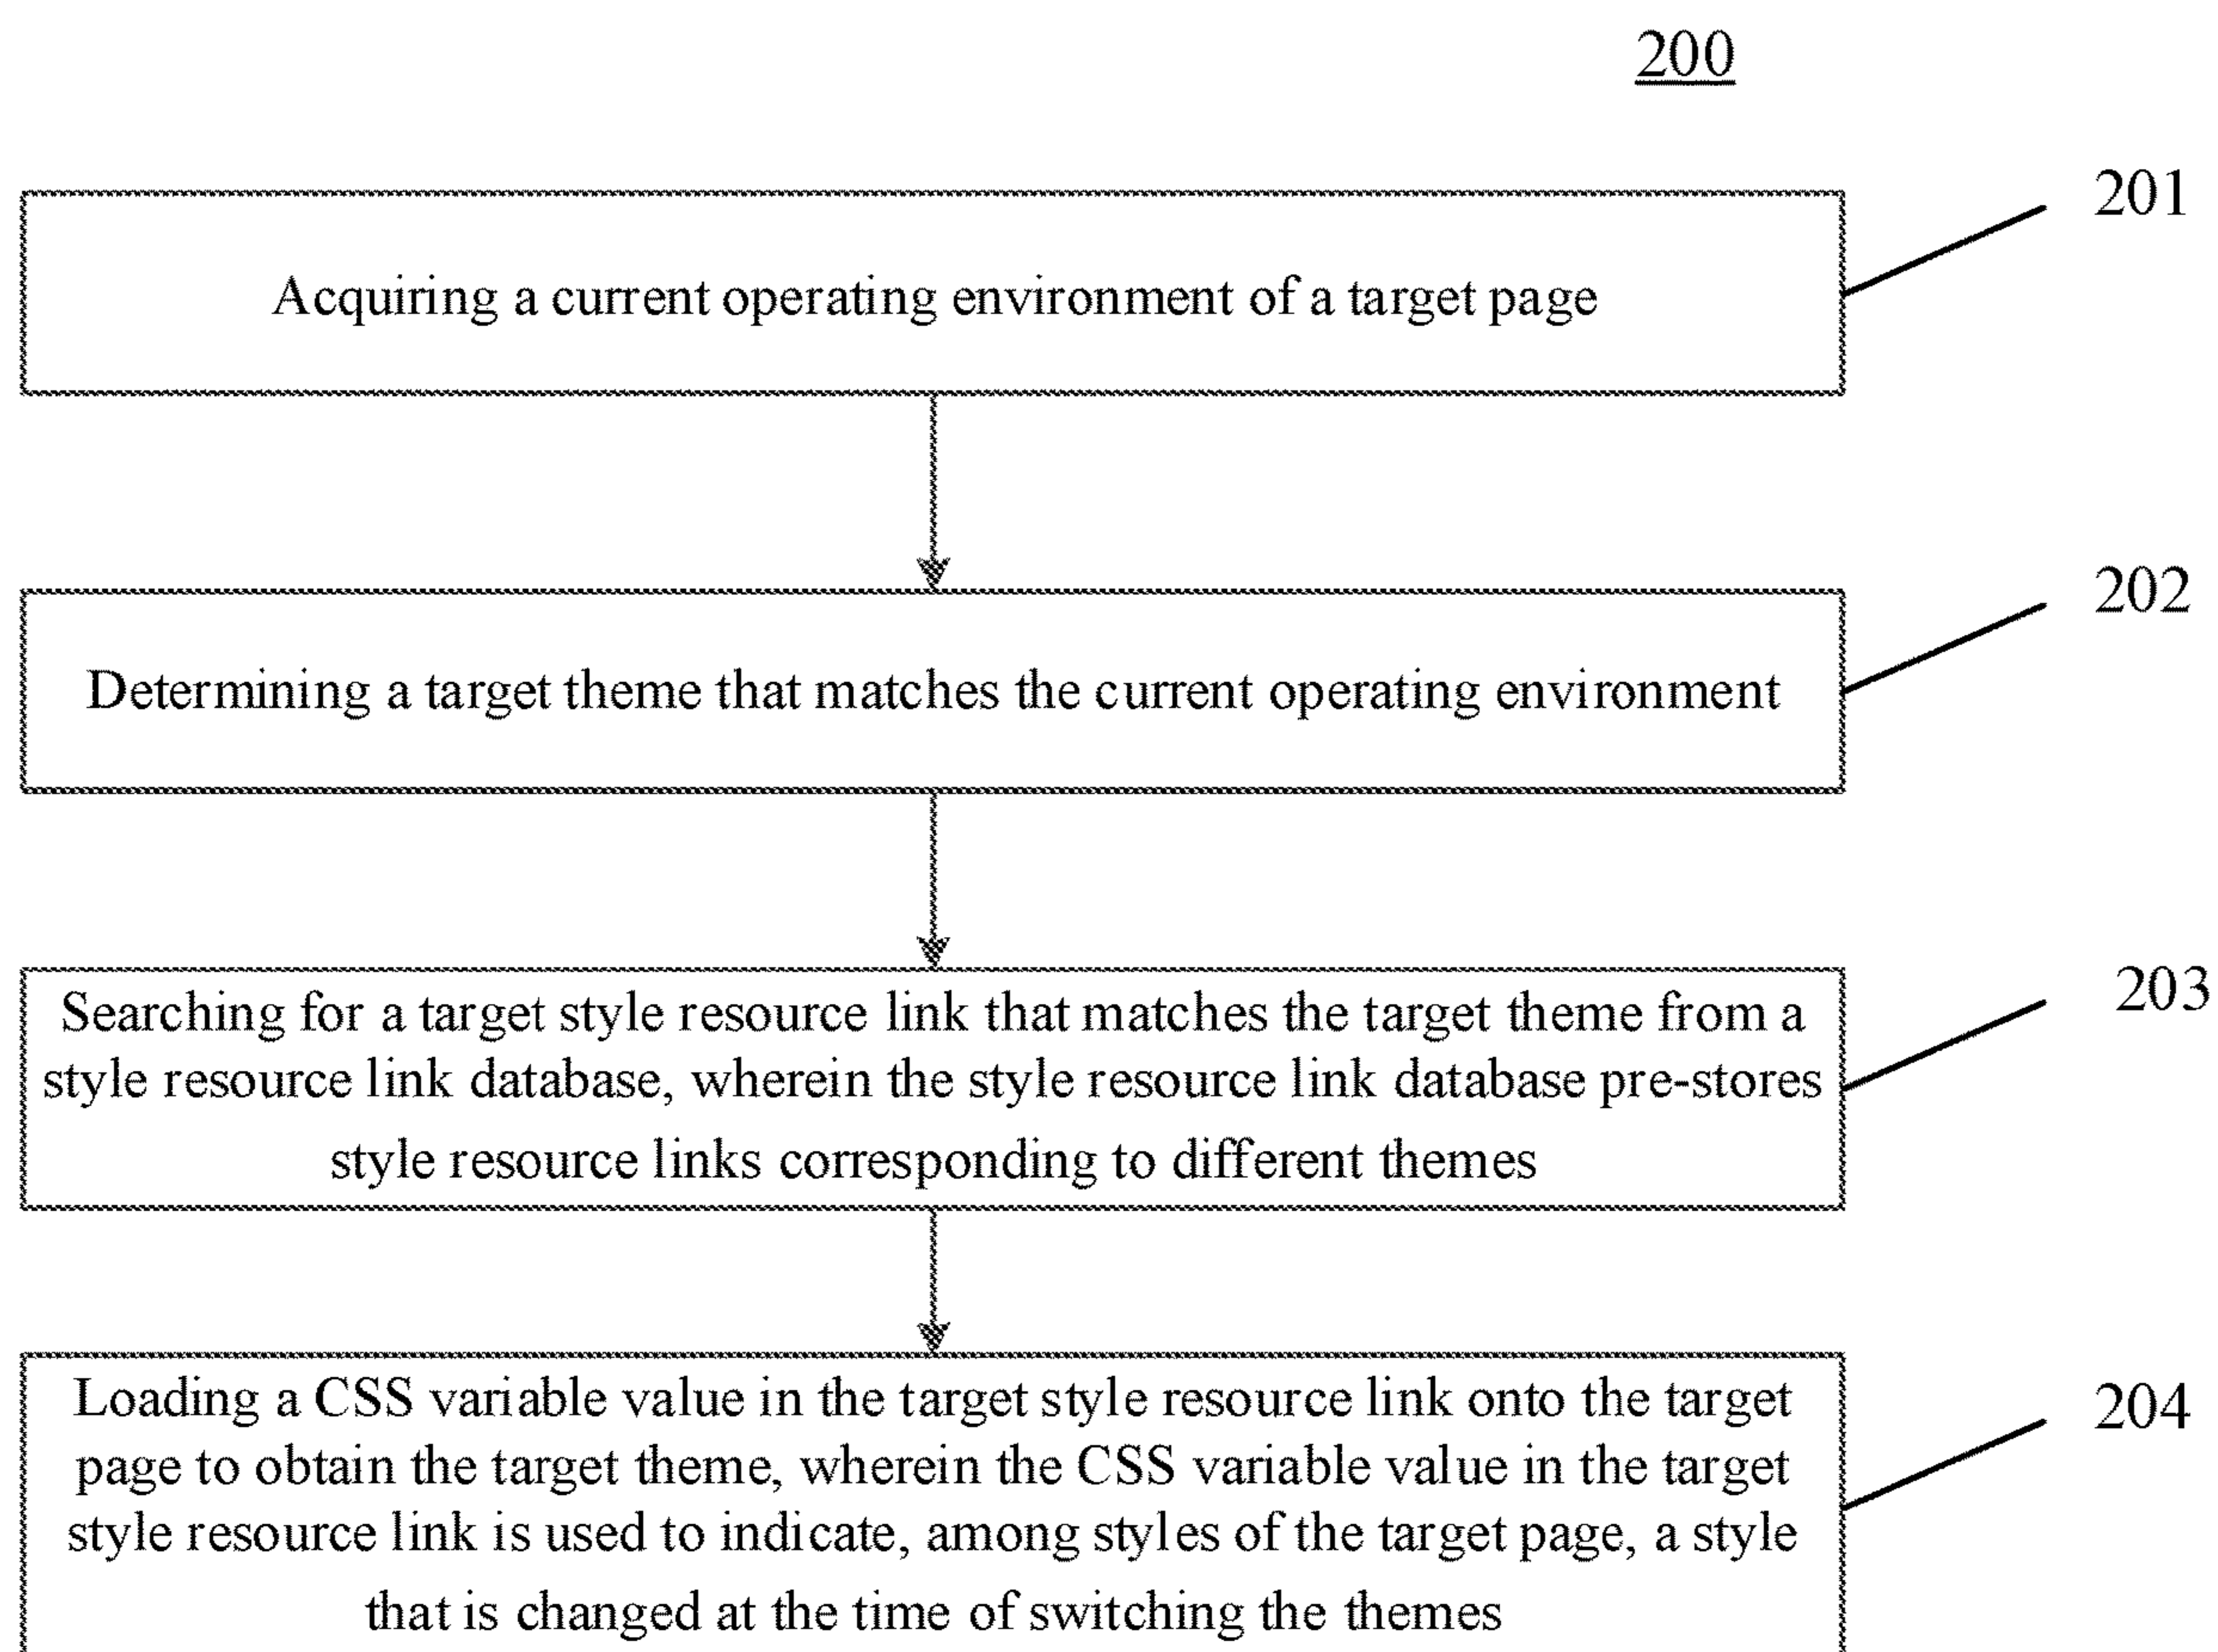 200
201
Acquiring a current operating environment of a target page
202
Determining a target theme that matches the current operating environment
203
Searching for a target style resource link that matches the target theme from a
style resource link database, wherein the style resource link database pre-stores
style resource links corresponding to different themes
204
Loading a CSS variable value in the target style resource link onto the target
page to obtain the target theme, wherein the CSS variable value in the target
style resource link is used to indicate, among styles of the target page, a style
that is changed at the time of switching the themes